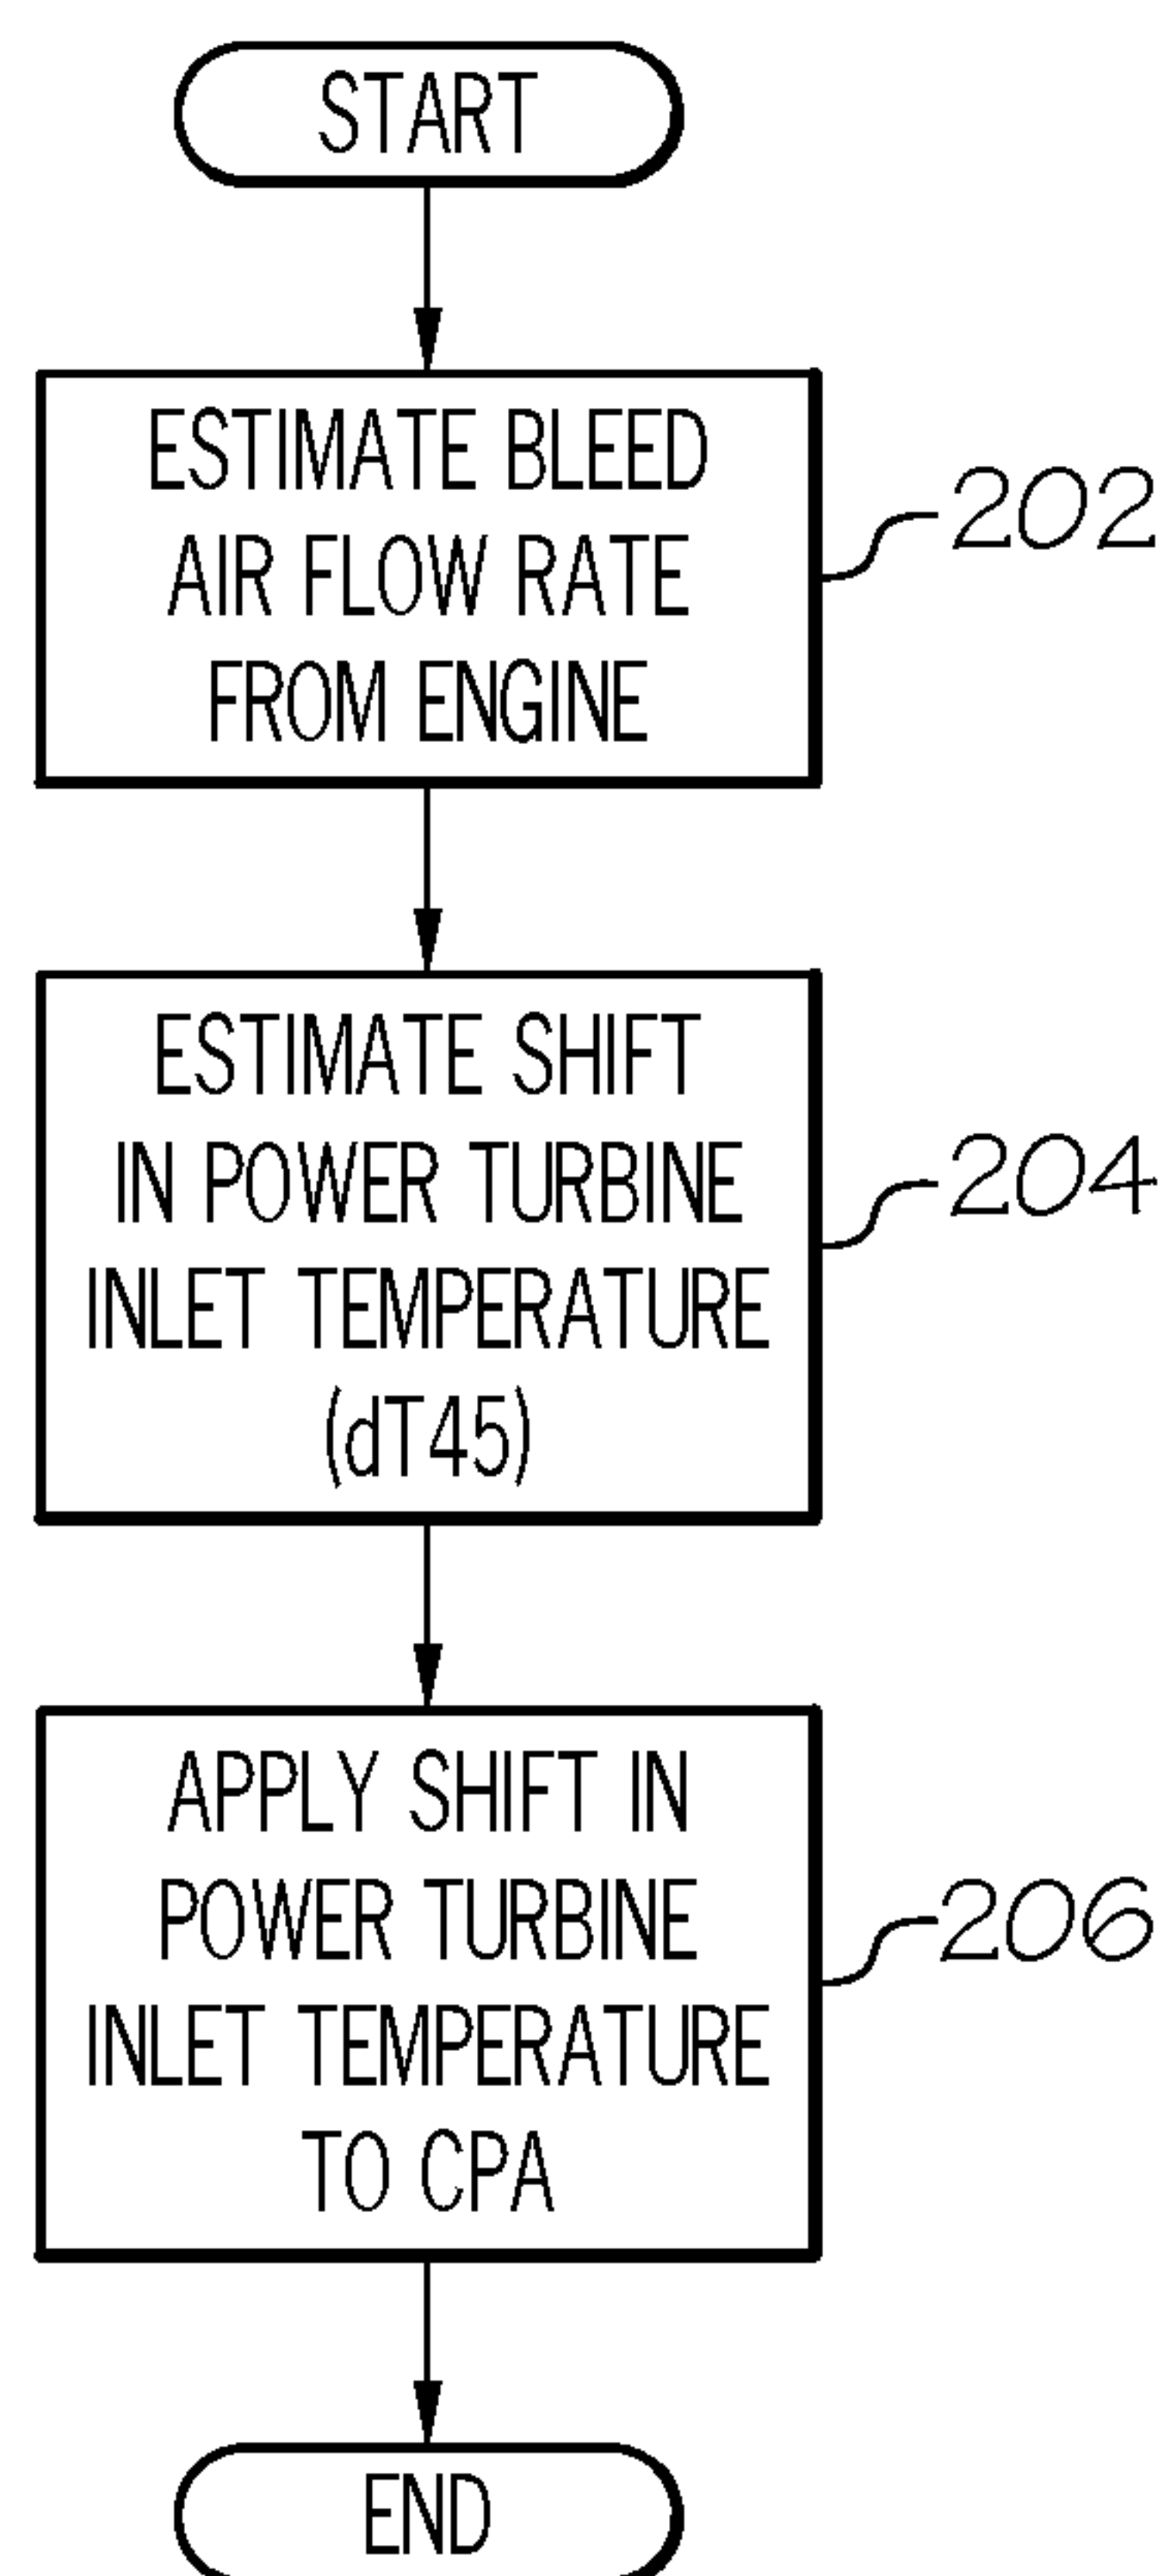 START
ESTIMATE BLEED
AIR FLOW RATE
FROM ENGINE
202
ESTIMATE SHIFT
IN POWER TURBINE
INLET TEMPERATURE
(dT45)
204
APPLY SHIFT IN
POWER TURBINE
INLET TEMPERATURE
TO CPA
206
END